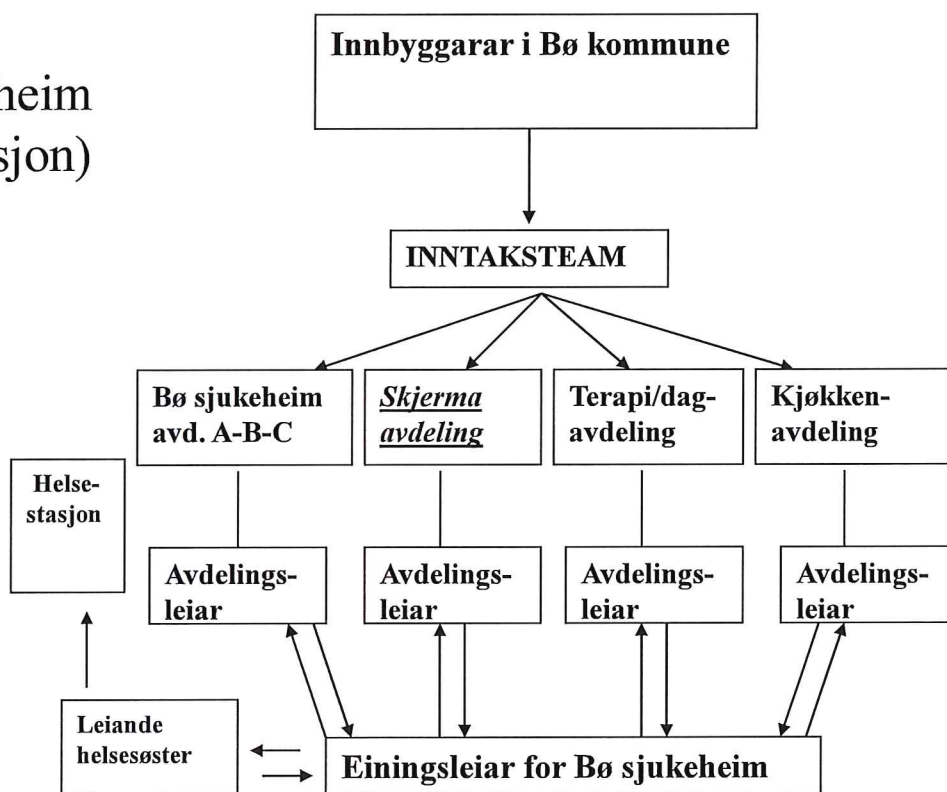 heim
sjon)
Innbyggarar i Bø kommune
INNTAKSTEAM
Bø sjukeheim
avd. A-B-C
Skjerma
avdeling
Terapi/dag-
avdeling
Kjøkken-
avdeling
Helse-
stasjon
Avdelings-
leiar
Avdelings-
leiar
Avdelings-
leiar
Avdelings-
leiar
Leiande
helsesøster
Einingsleiar for Bø sjukeheim